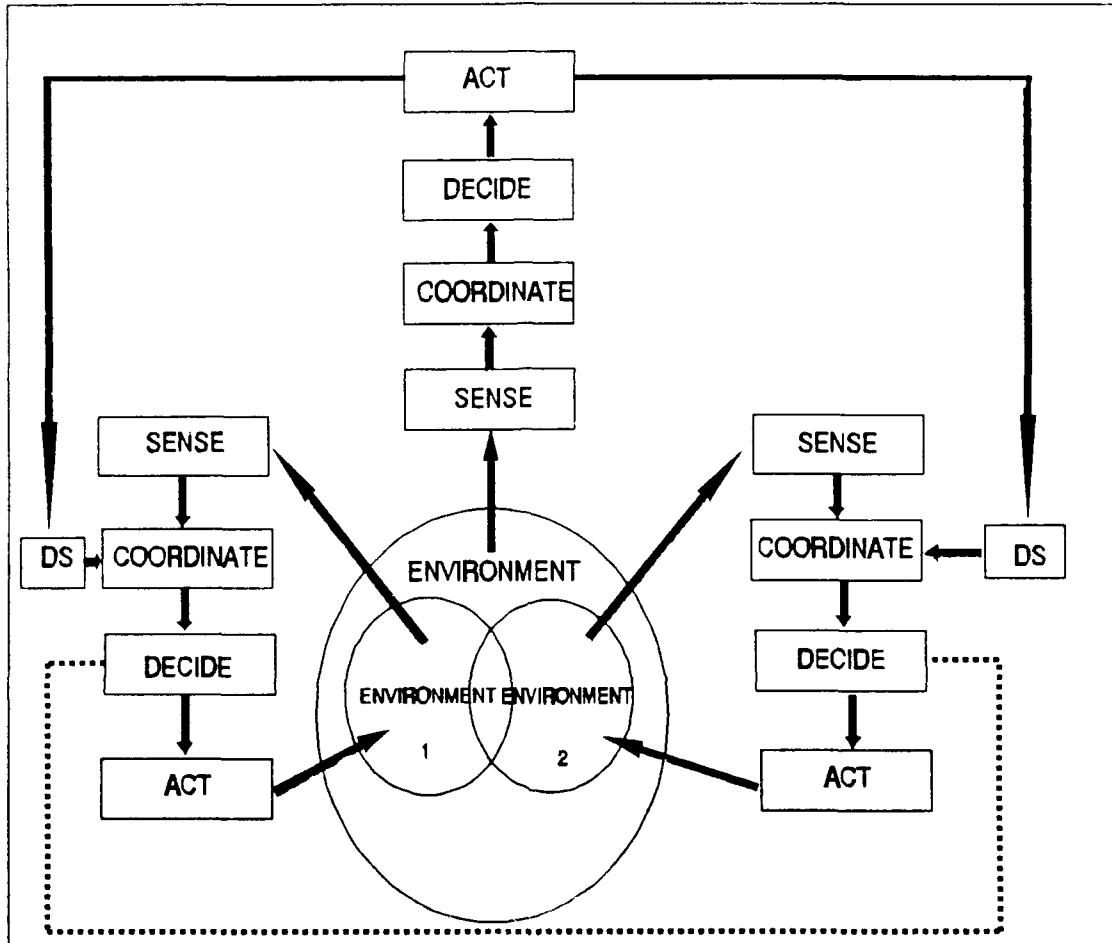 ACT
DECIDE
COORDINATE
SENSE
SENSE
DS
COORDINATE
DECIDE
ACT
ENVIRONMENT
ENVIRONMENT
1
ENVIRONMENT
2
SENSE
COORDINATE
DS
DECIDE
ACT